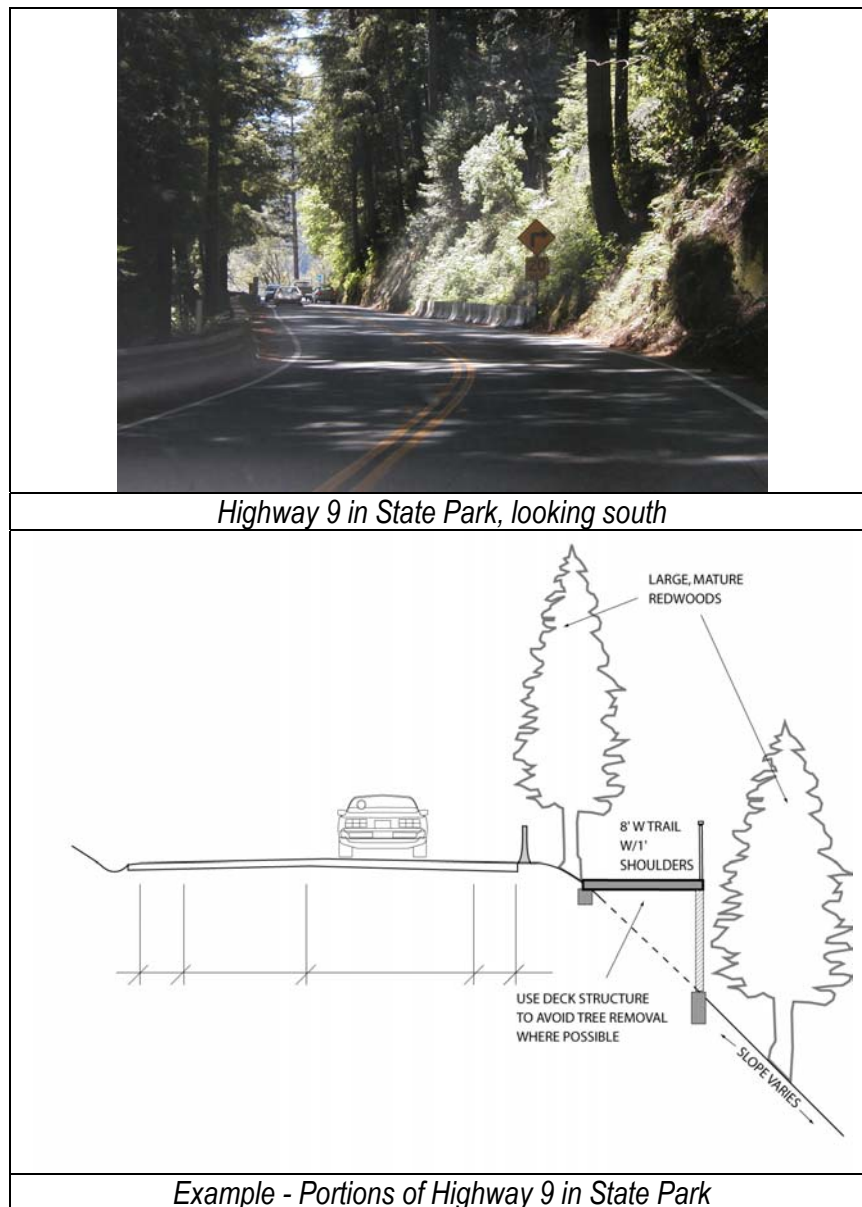 20
Highway 9 in State Park, looking south
LARGE, MATURE
REDWOODS
8' W TRAIL
W/1'
SHOULDERS
USE DECK STRUCTURE
TO AVOID TREE REMOVAL
WHERE POSSIBLE
SLOPE VARIES
Example - Portions of Highway 9 in State Park